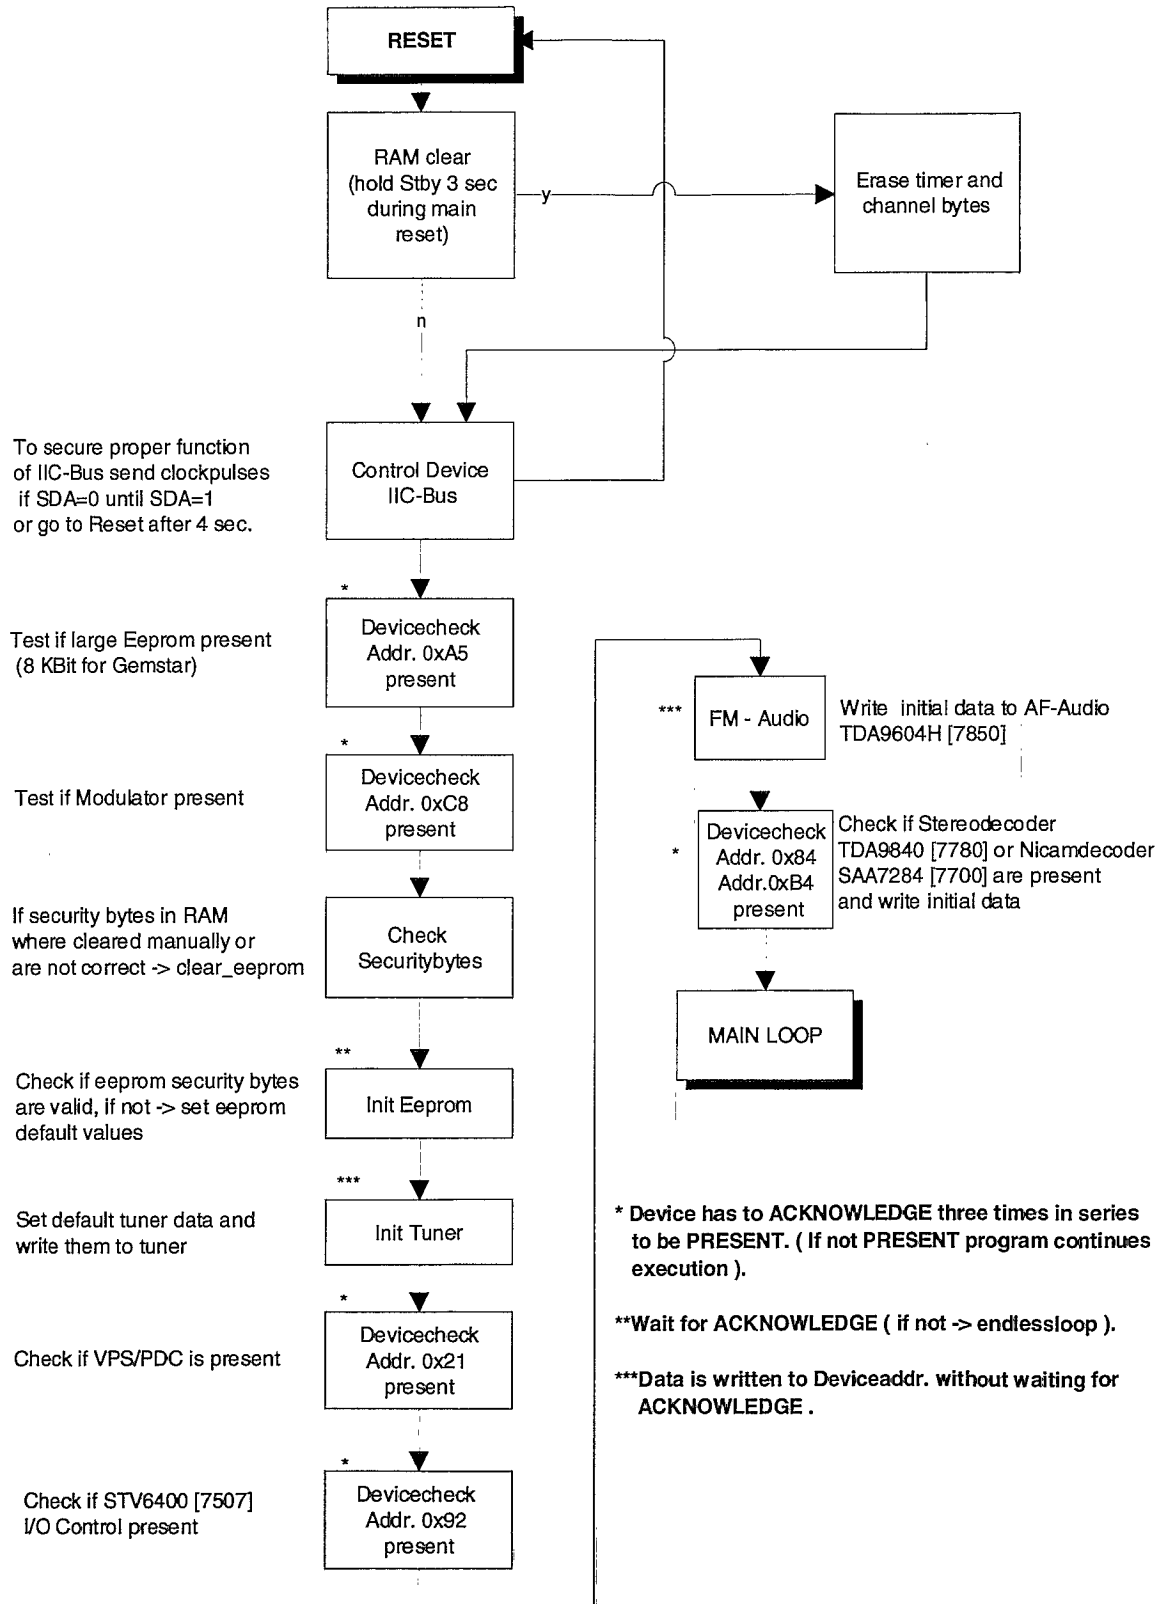 RESET
RAM clear
(hold Stby 3 sec
during main
reset)
y
Erase timer and
channel bytes
n
To secure proper function
of IIC-Bus send clockpulses
if SDA=0 until SDA=1
or go to Reset after 4 sec.
Control Device
IIC-Bus
*
Test if large Eeprom present
(8 KBit for Gemstar)
Devicecheck
Addr. 0xA5
present
*
Test if Modulator present
Devicecheck
Addr. 0xC8
present
If security bytes in RAM
where cleared manually or
are not correct -> clear_eeprom
Check
Securitybytes
**
Check if eeprom security bytes
are valid, if not -> set eeprom
default values
Init Eeprom
***
Set default tuner data and
write them to tuner
Init Tuner
*
Check if VPS/PDC is present
Devicecheck
Addr. 0x21
present
*
Check if STV6400 [7507]
I/O Control present
Devicecheck
Addr. 0x92
present
***
FM - Audio
Write initial data to AF-Audio
TDA9604H [7850]
*
Devicecheck
Addr. 0x84
Addr.0xB4
present
Check if Stereodecoder
TDA9840 [7780] or Nicamdecoder
SAA7284 [7700] are present
and write initial data
MAIN LOOP
* Device has to ACKNOWLEDGE three times in series
to be PRESENT. ( If not PRESENT program continues
execution ).
**Wait for ACKNOWLEDGE ( if not -> endlessloop ).
***Data is written to Deviceaddr. without waiting for
ACKNOWLEDGE .